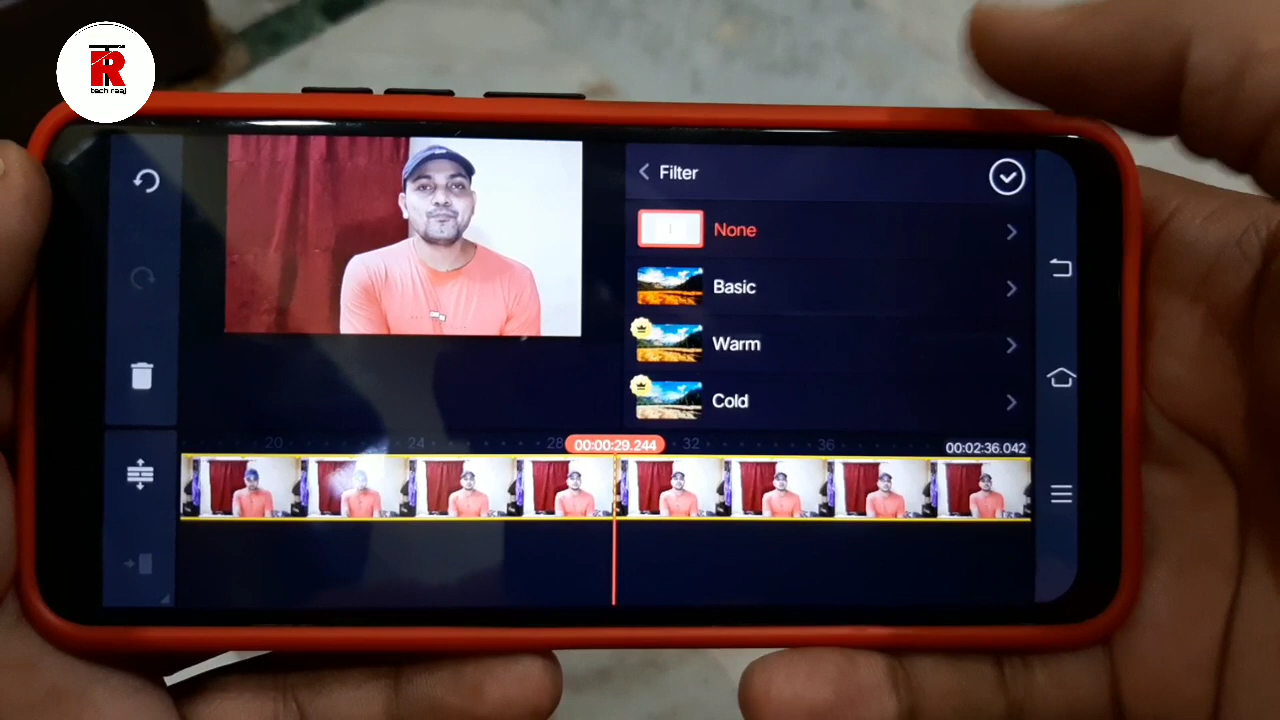 TR
tech raaj
Filter
None
Basic
Warm
Cold
20
24
28
00:00:29.244
32
36
00:02:36.042